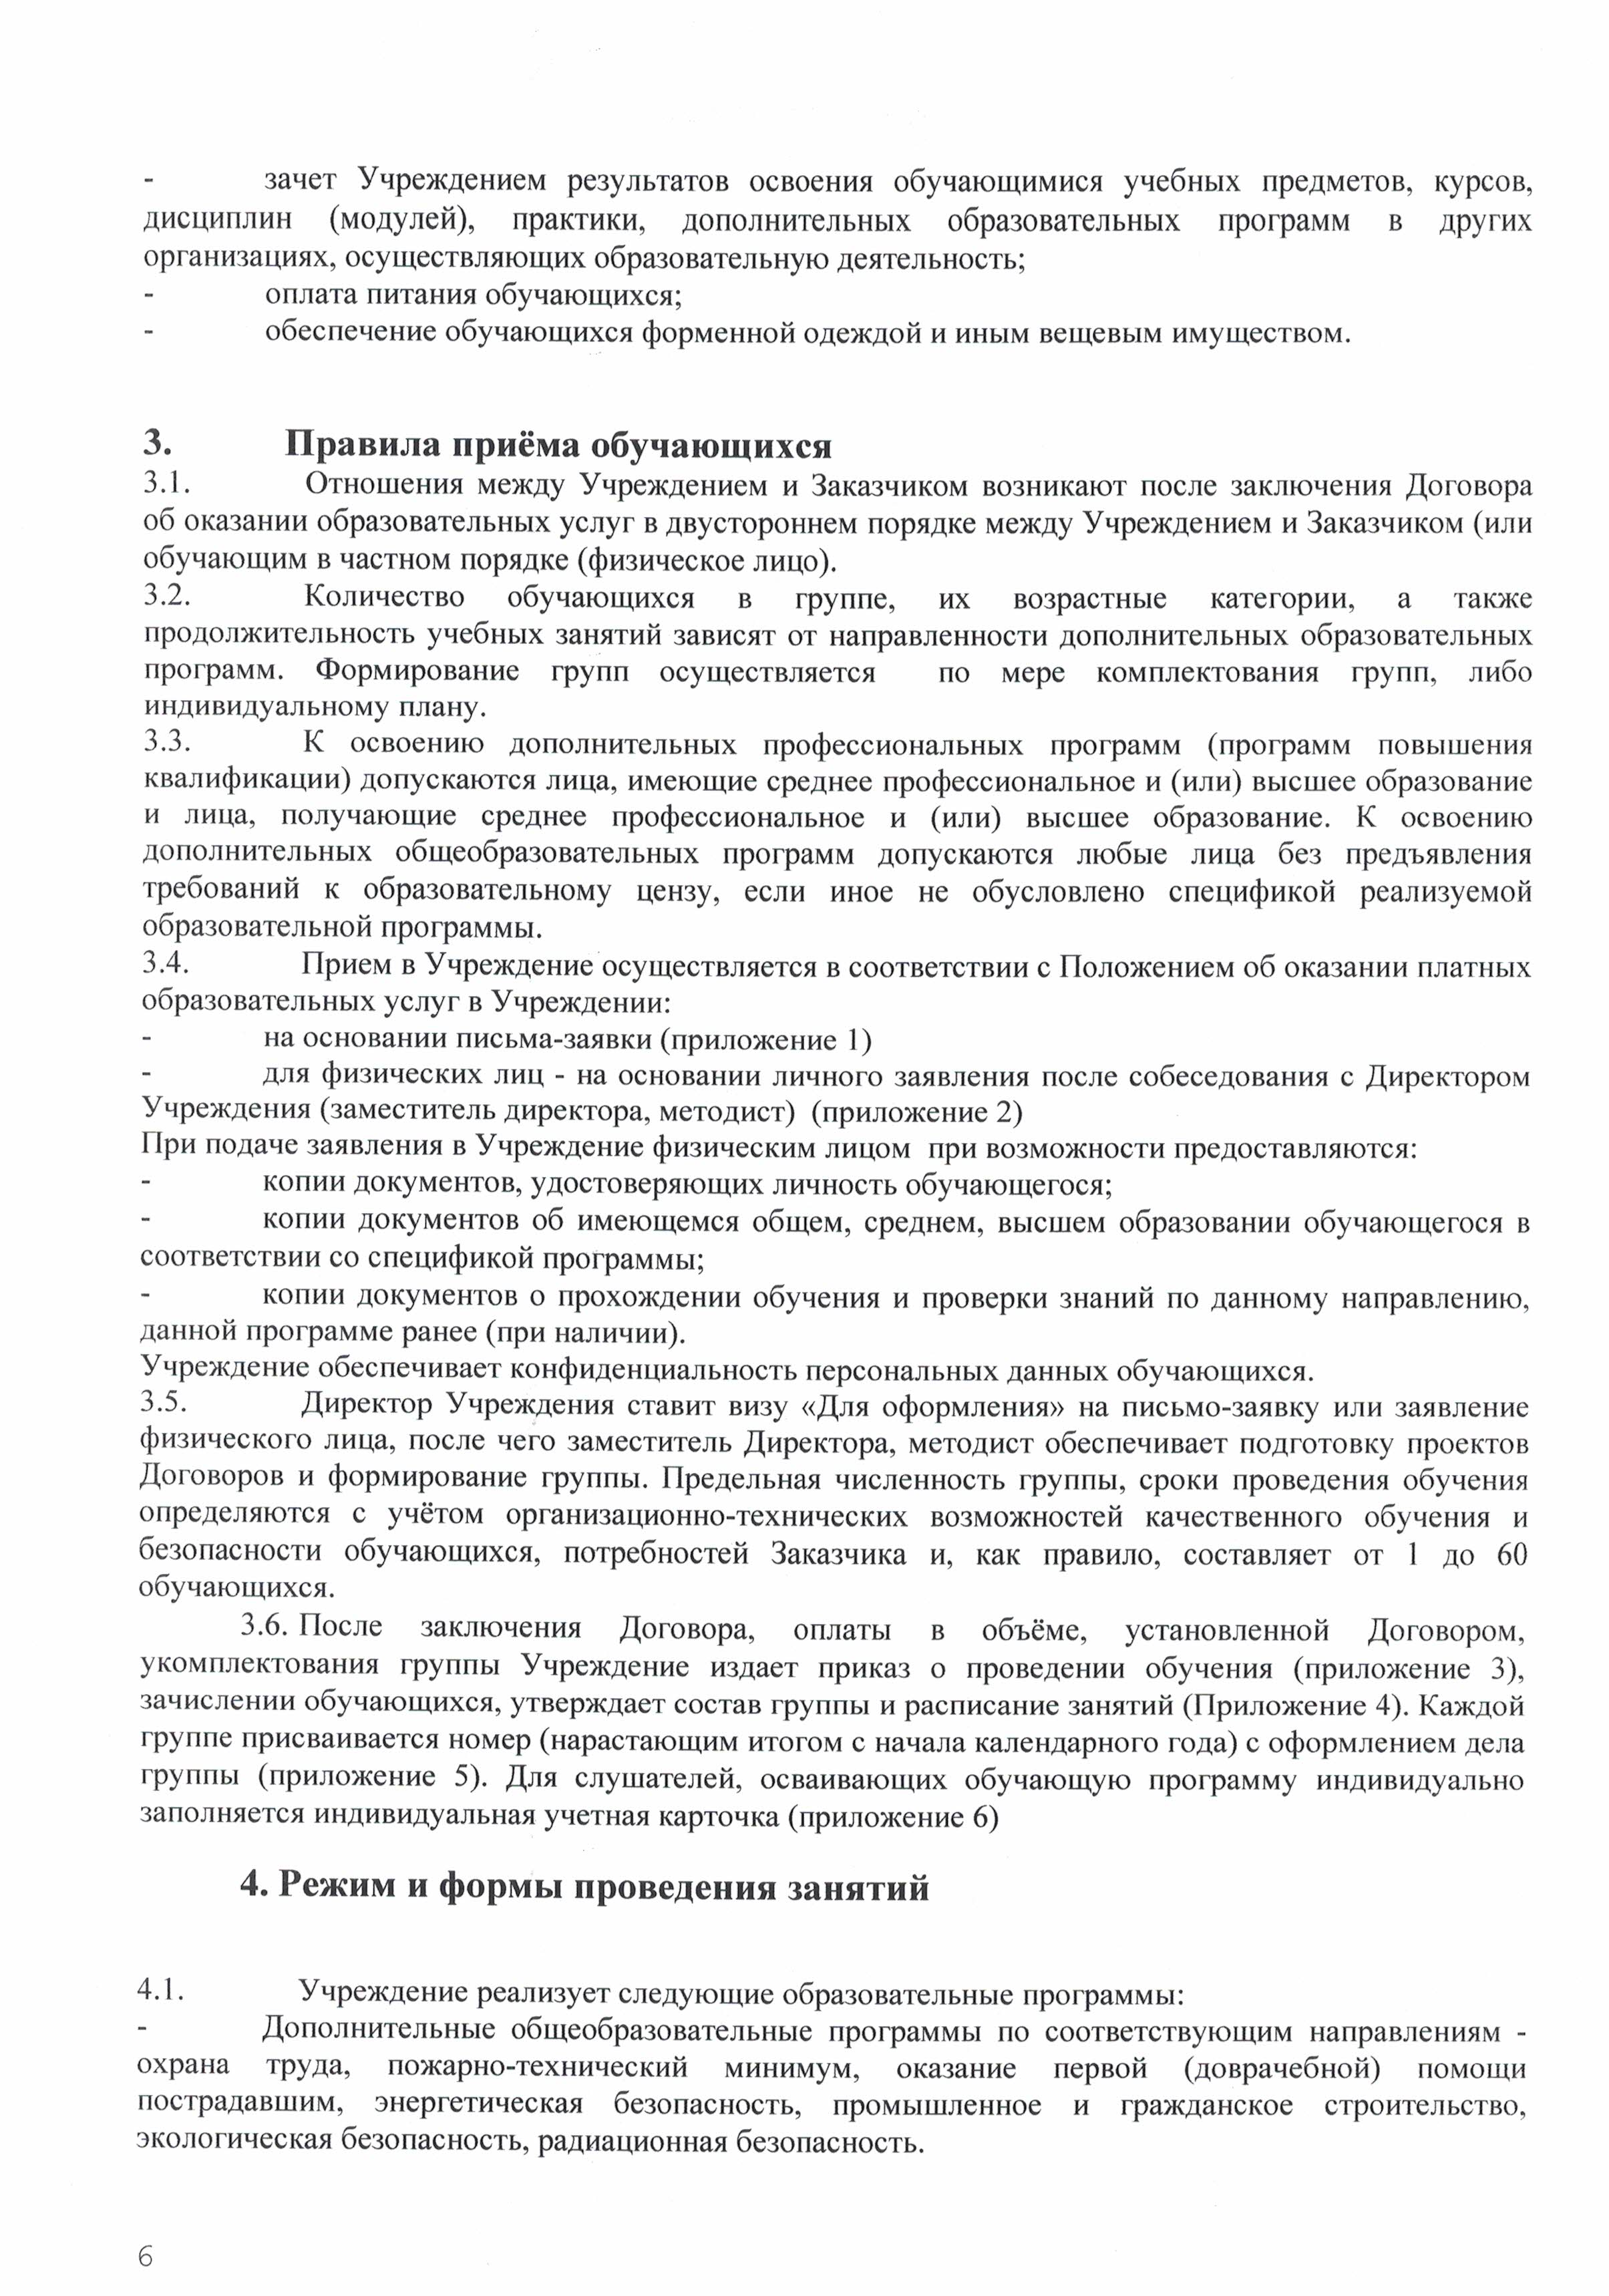 - зачет Учреждением результатов освоения обучающимися учебных предметов, курсов,
дисциплин (модулей), практики, дополнительных образовательных программ в других
организациях, осуществляющих образовательную деятельность;
- оплата питания обучающихся;
- обеспечение обучающихся форменной одеждой и иным вещевым имуществом.
3. Правила приёма обучающихся
3.1. Отношения между Учреждением и Заказчиком возникают после заключения Договора
об оказании образовательных услуг в двустороннем порядке между Учреждением и Заказчиком (или
обучающим в частном порядке (физическое лицо).
3.2. Количество обучающихся в группе, их возрастные категории, а также
продолжительность учебных занятий зависят от направленности дополнительных образовательных
программ. Формирование групп осуществляется по мере комплектования групп, либо
индивидуальному плану.
3.3. К освоению дополнительных профессиональных программ (программ повышения
квалификации) допускаются лица, имеющие среднее профессиональное и (или) высшее образование
и лица, получающие среднее профессиональное и (или) высшее образование. К освоению
дополнительных общеобразовательных программ допускаются любые лица без предъявления
требований к образовательному цензу, если иное не обусловлено спецификой реализуемой
образовательной программы.
3.4. Прием в Учреждение осуществляется в соответствии с Положением об оказании платных
образовательных услуг в Учреждении:
- на основании письма-заявки (приложение 1)
- для физических лиц - на основании личного заявления после собеседования с Директором
Учреждения (заместитель директора, методист) (приложение 2)
При подаче заявления в Учреждение физическим лицом при возможности предоставляются:
- копии документов, удостоверяющих личность обучающегося;
- копии документов об имеющемся общем, среднем, высшем образовании обучающегося в
соответствии со спецификой программы;
- копии документов о прохождении обучения и проверки знаний по данному направлению,
данной программе ранее (при наличии).
Учреждение обеспечивает конфиденциальность персональных данных обучающихся.
3.5. Директор Учреждения ставит визу «Для оформления» на письмо-заявку или заявление
физического лица, после чего заместитель Директора, методист обеспечивает подготовку проектов
Договоров и формирование группы. Предельная численность группы, сроки проведения обучения
определяются с учётом организационно-технических возможностей качественного обучения и
безопасности обучающихся, потребностей Заказчика и, как правило, составляет от 1 до 60
обучающихся.
3.6. После заключения Договора, оплаты в объёме, установленной Договором,
укомплектования группы Учреждение издает приказ о проведении обучения (приложение 3),
зачислении обучающихся, утверждает состав группы и расписание занятий (Приложение 4). Каждой
группе присваивается номер (нарастающим итогом с начала календарного года) с оформлением дела
группы (приложение 5). Для слушателей, осваивающих обучающую программу индивидуально
заполняется индивидуальная учетная карточка (приложение 6)
4. Режим и формы проведения занятий
4.1. Учреждение реализует следующие образовательные программы:
- Дополнительные общеобразовательные программы по соответствующим направлениям -
охрана труда, пожарно-технический минимум, оказание первой (доврачебной) помощи
пострадавшим, энергетическая безопасность, промышленное и гражданское строительство,
экологическая безопасность, радиационная безопасность.
6